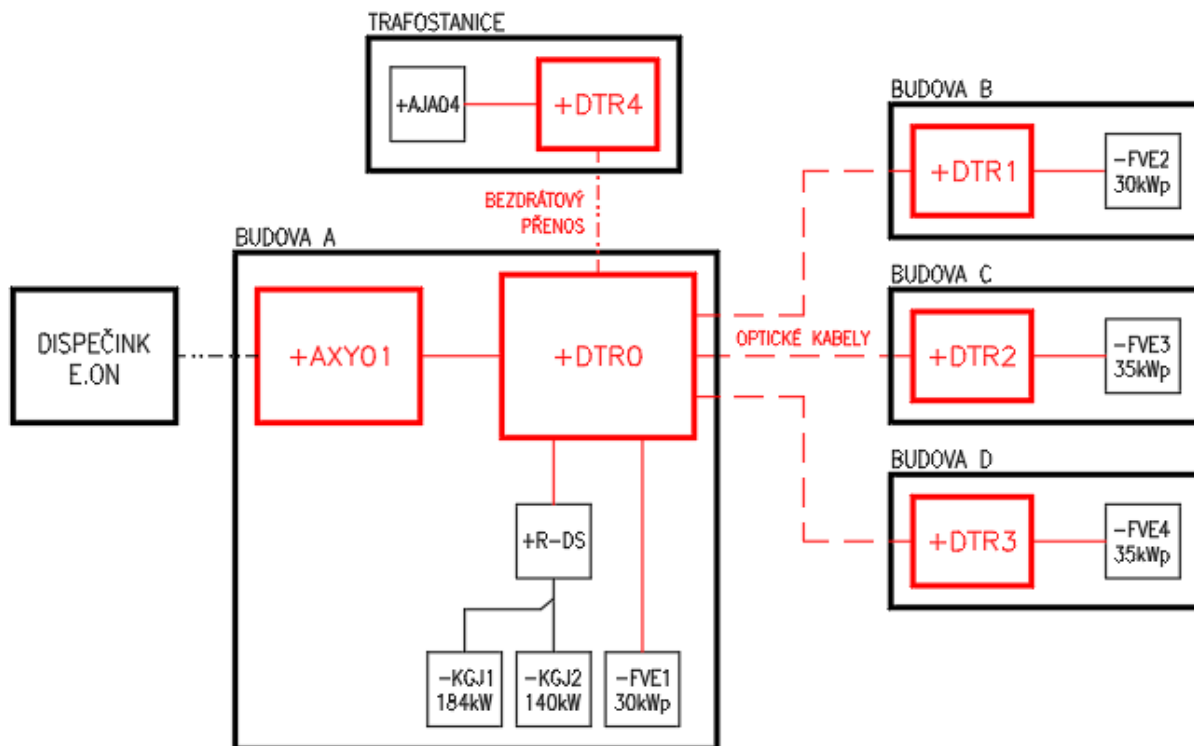 TRAFOSTANICE
+AJA04
+DTR4
BEZDRÁTOVÝ
PŘENOS
BUDOVA A
DISPEČINK
E.ON
+AXY01
+DTR0
OPTICKÉ KABELY
+R-DS
-KGJ1
184kW
-KGJ2
140kW
-FVE1
30kWp
BUDOVA B
+DTR1
-FVE2
30kWp
BUDOVA C
+DTR2
-FVE3
35kWp
BUDOVA D
+DTR3
-FVE4
35kWp